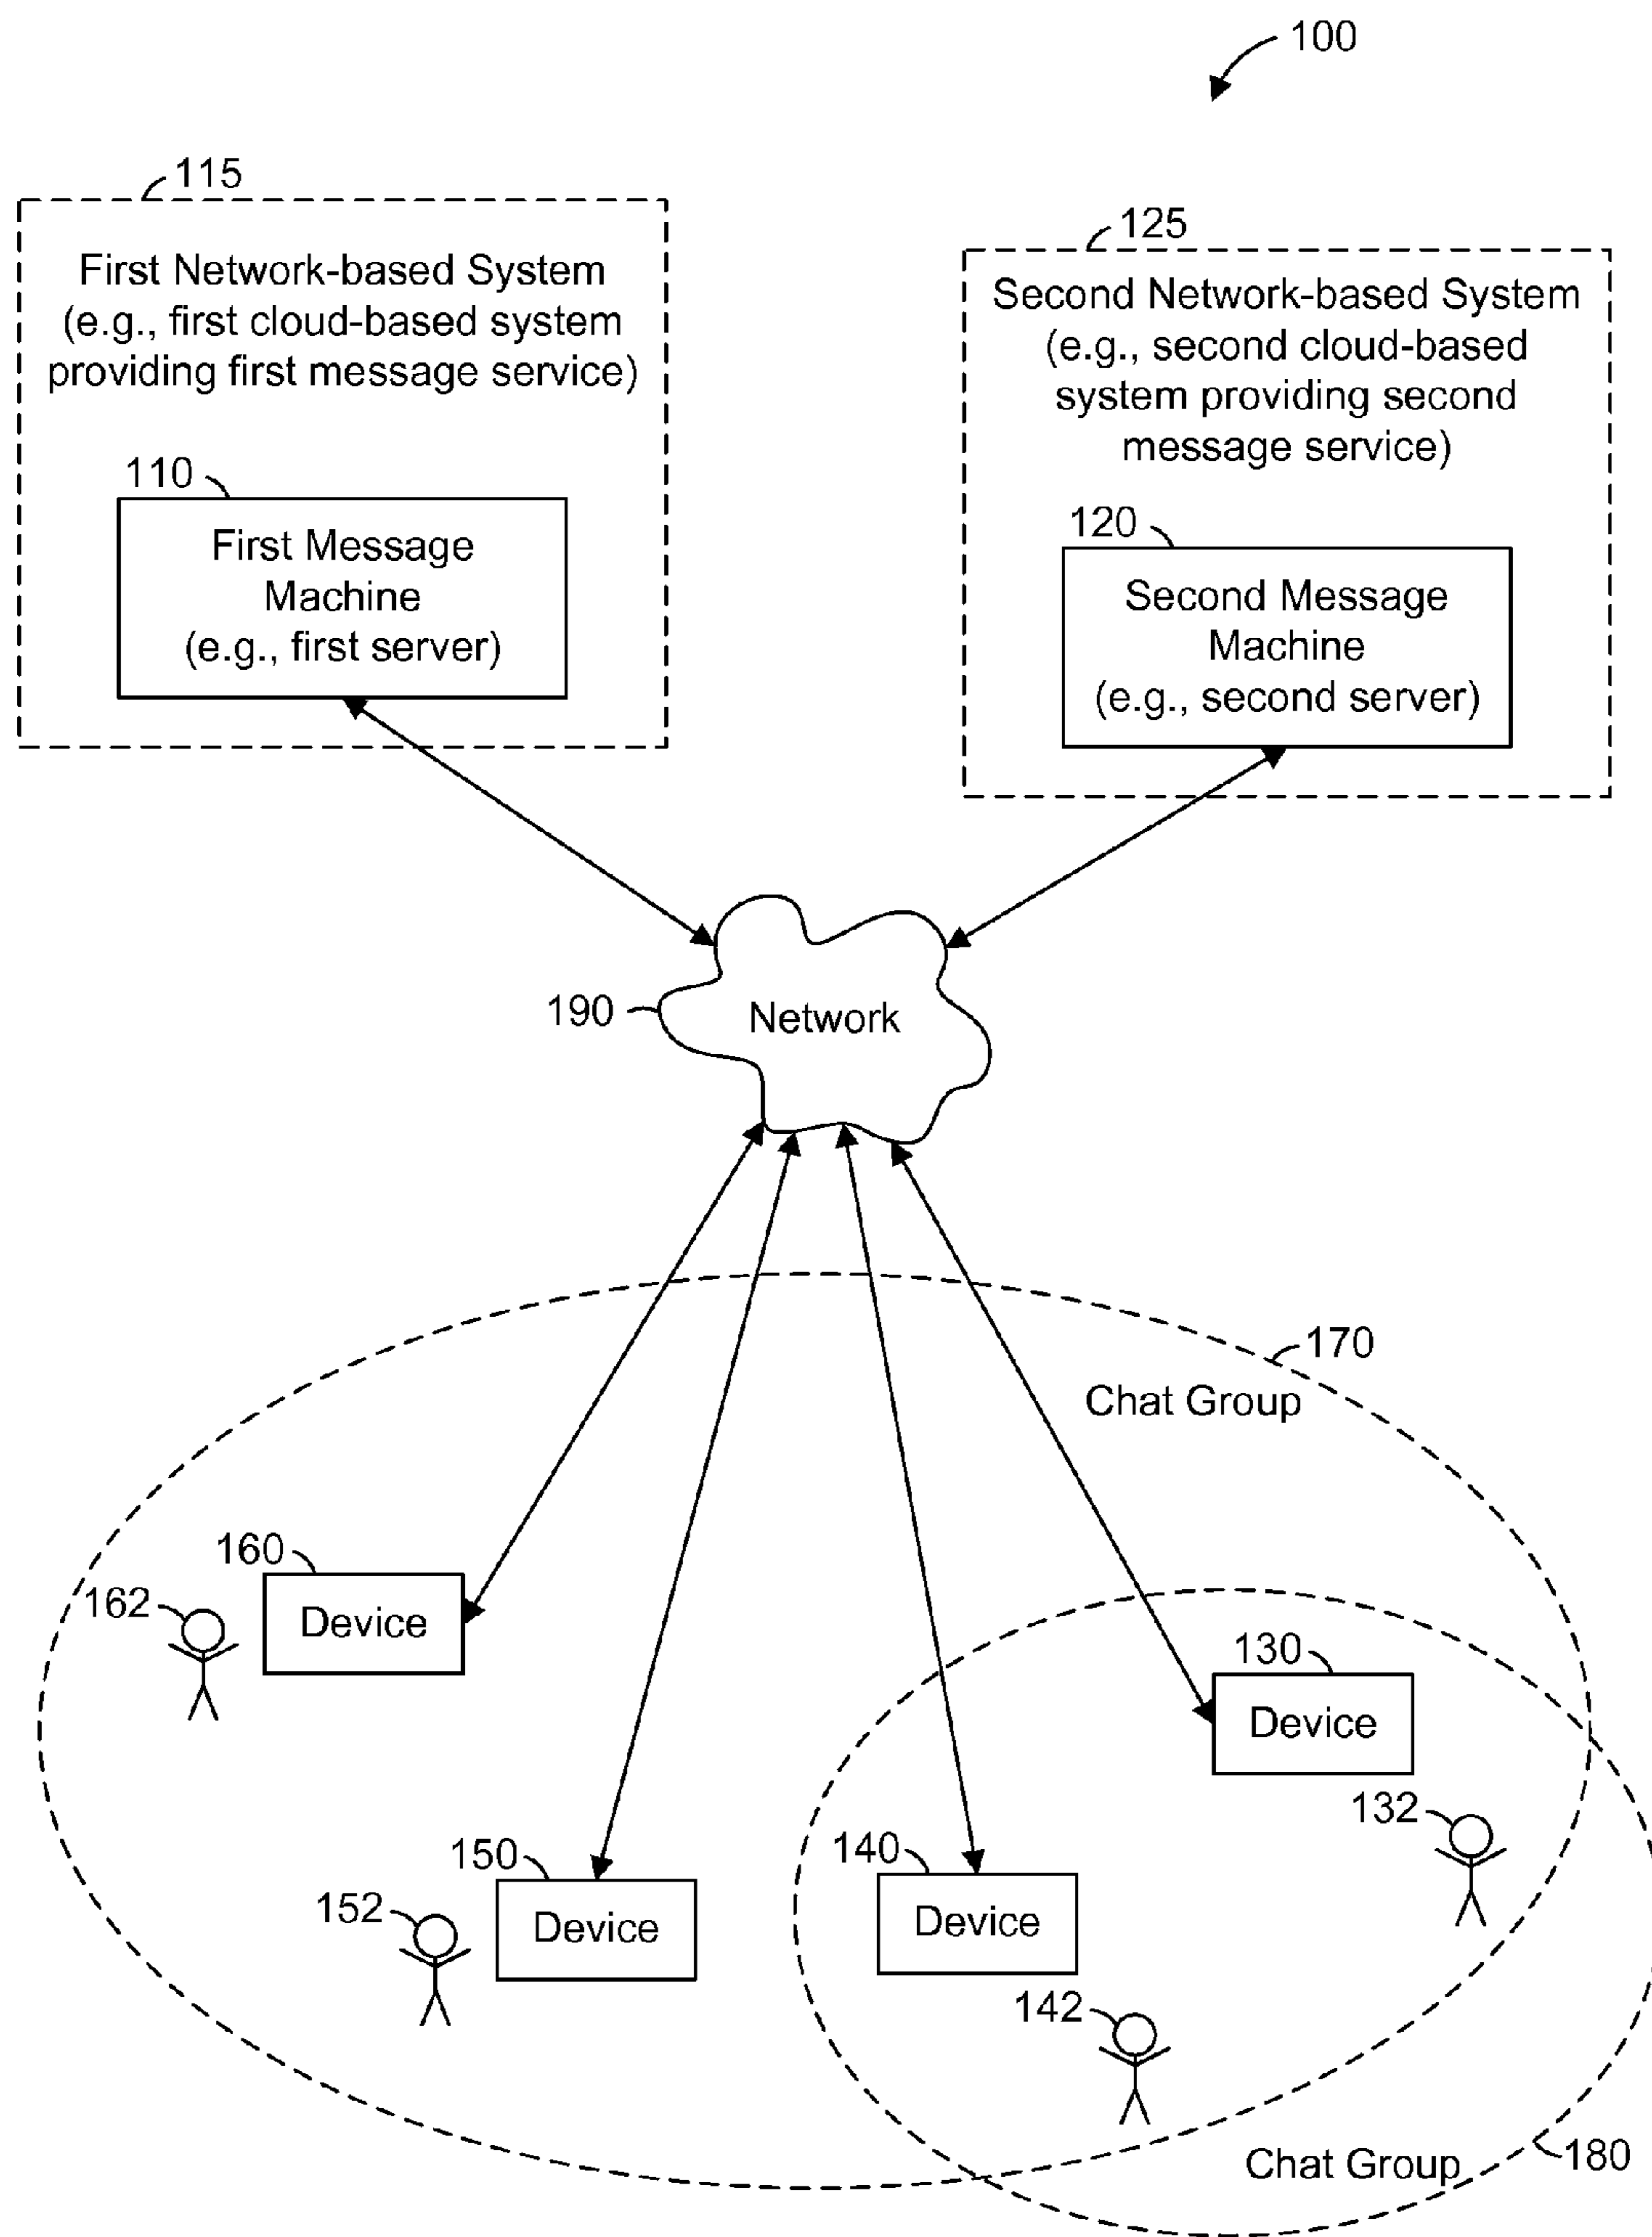 100
115
First Network-based System
(e.g., first cloud-based system
providing first message service)
110
First Message
Machine
(e.g., first server)
125
Second Network-based System
(e.g., second cloud-based
system providing second
message service)
120
Second Message
Machine
(e.g., second server)
190
Network
170
Chat Group
160
162
Device
130
Device
132
150
152
Device
140
Device
142
Chat Group
180